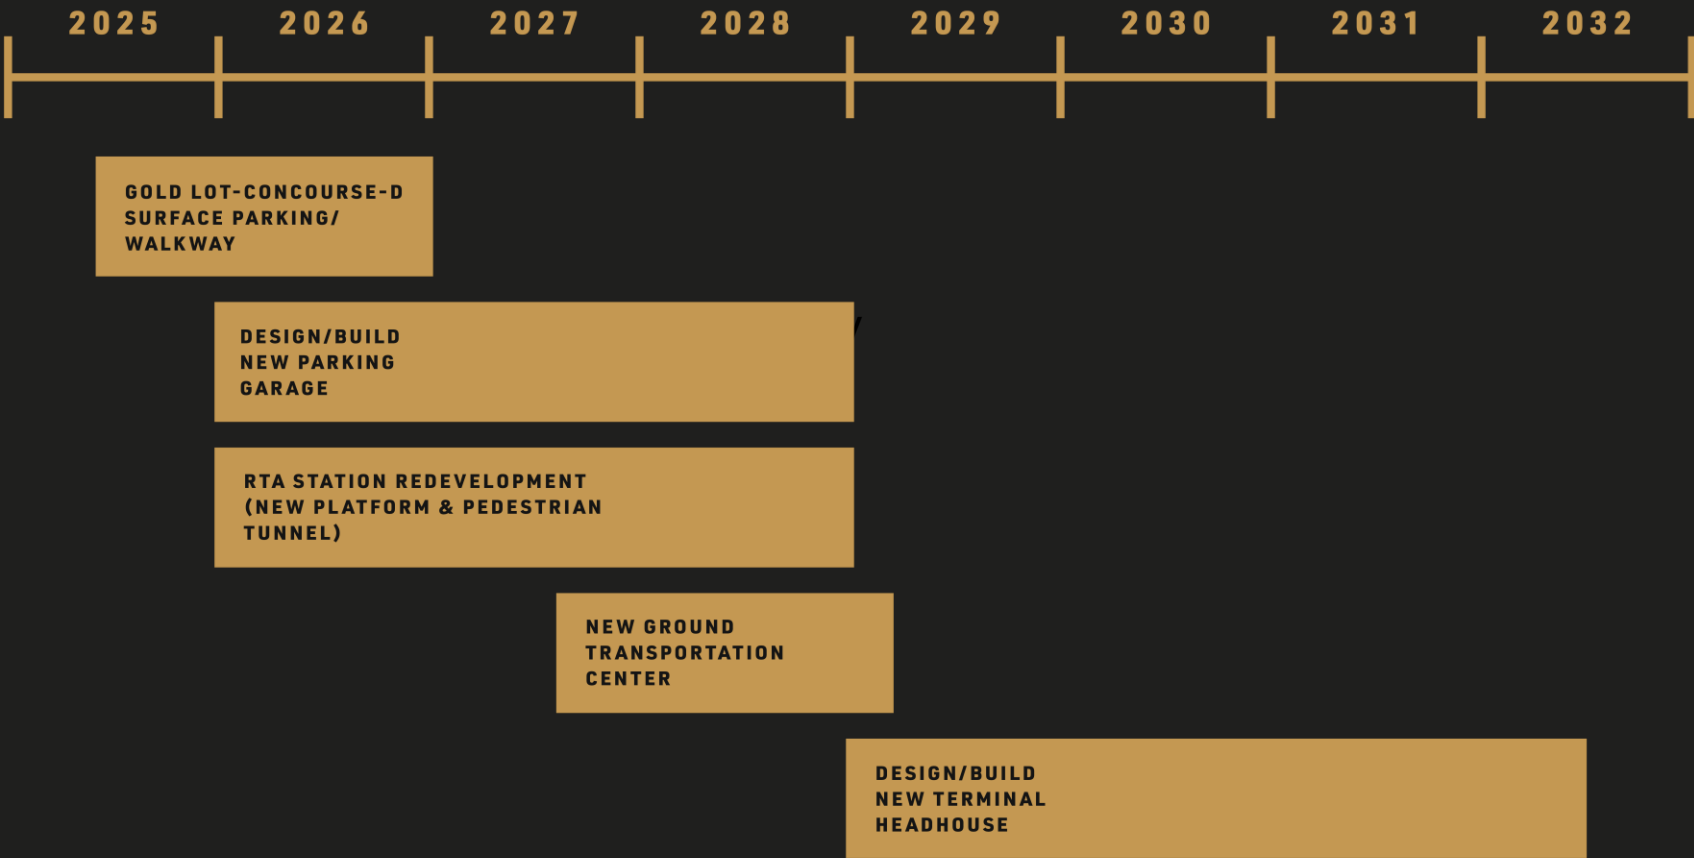 2025 2026 2027 2028 2029 2030 2031 2032
GOLD LOT-CONCOURSE-D
SURFACE PARKING/
WALKWAY
DESIGN/BUILD
NEW PARKING
GARAGE
RTA STATION REDEVELOPMENT
(NEW PLATFORM & PEDESTRIAN
TUNNEL)
NEW GROUND
TRANSPORTATION
CENTER
DESIGN/BUILD
NEW TERMINAL
HEADHOUSE